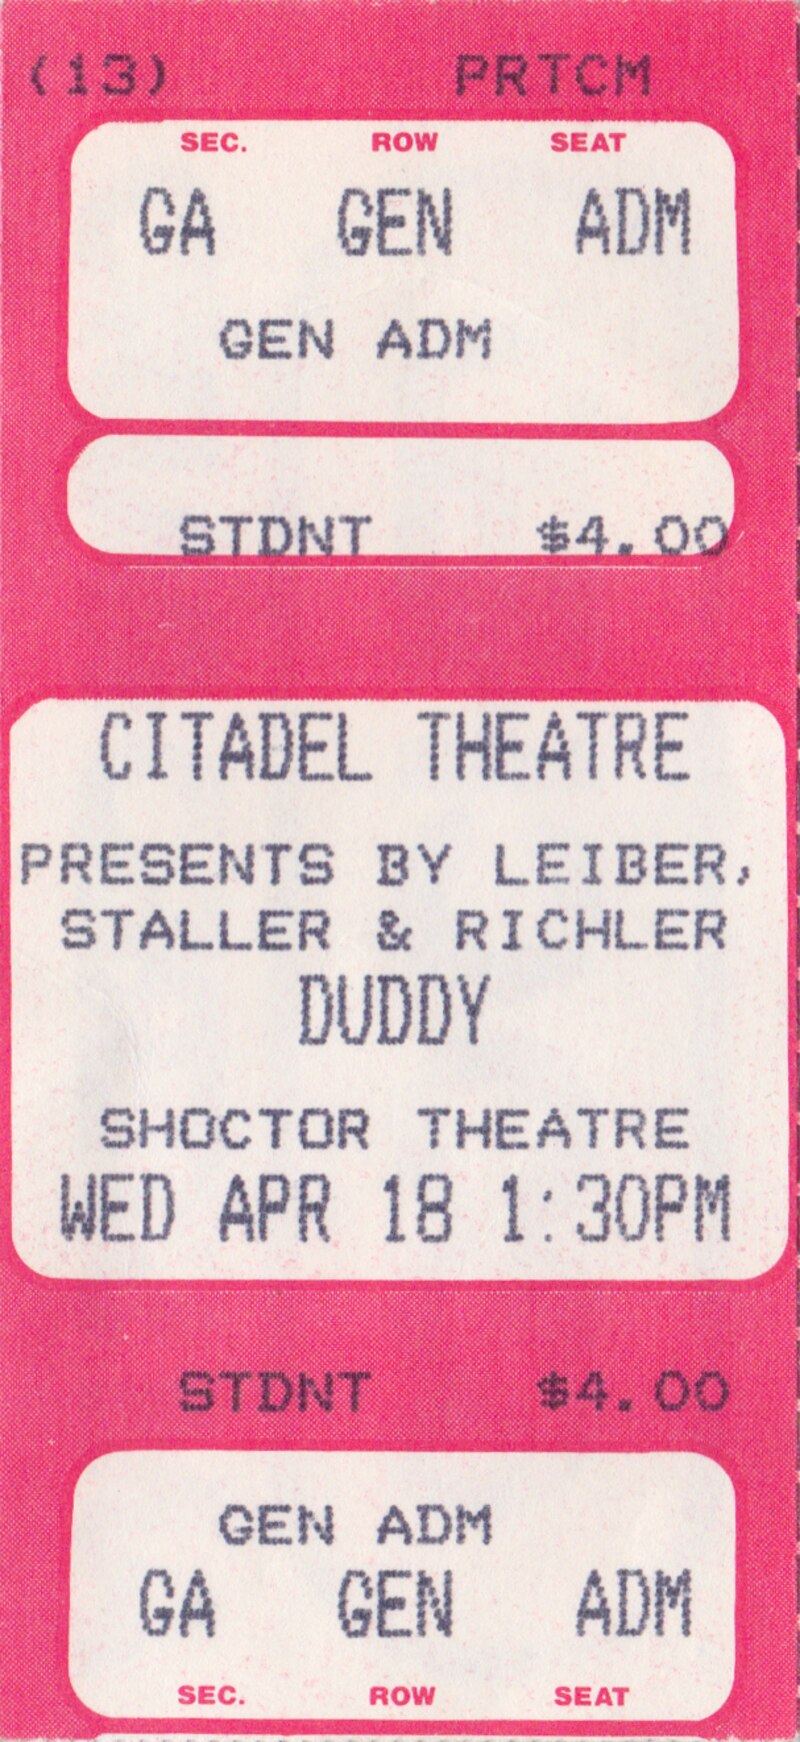 (13) PRTCM
SEC. ROW SEAT
GA GEN ADM
GEN ADM
STDNT $4.00
CITADEL THEATRE
PRESENTS BY LEIBER,
STALLER & RICHLER
DUDDY
SHOCTOR THEATRE
WED APR 18 1:30PM
STDNT $4.00
GEN ADM
GA GEN ADM
SEC. ROW SEAT